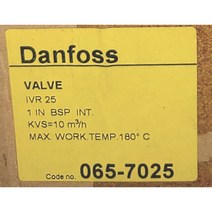 Danfoss
VALVE
IVR 25
1 IN BSP INT.
KVS=10 m³/h
MAX. WORK.TEMP.180° C
Code no. 065-7025